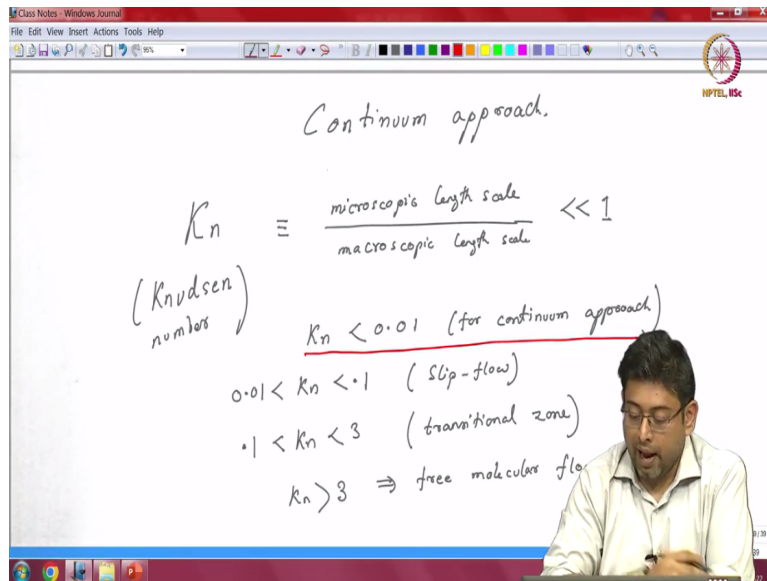 Class Notes - Windows Journal
File Edit View Insert Actions Tools Help
95%
B I
NPTEL, IISc
Continuum approach.
Kn ≡ microscopic length scale
macroscopic length scale
<< 1
(Knudsen number)
Kn < 0.01 (for continuum approach)
0.01 < Kn < .1 (Slip-flow)
.1 < Kn < 3 (transitional zone)
Kn > 3 ⇒ free molecular